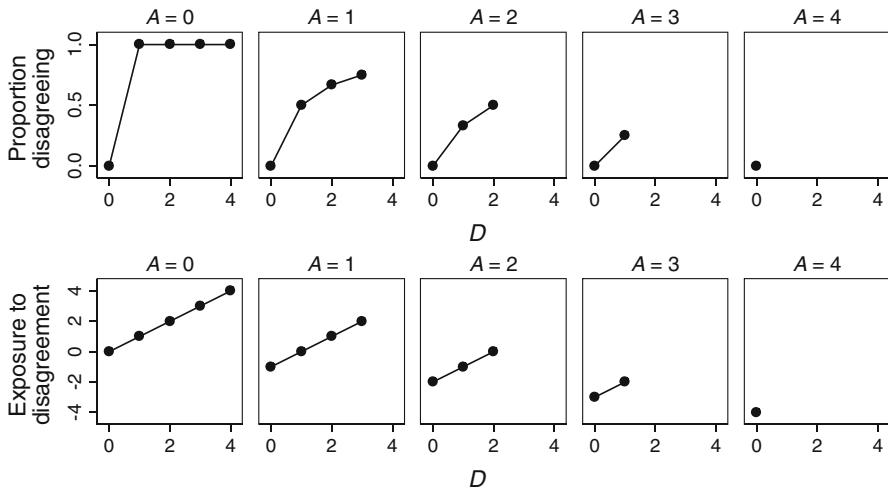 A = 0 A = 1 A = 2 A = 3 A = 4
Proportion
disagreeing
1.0
0.5
0.0
0 2 4 0 2 4 0 2 4 0 2 4 0 2 4
D
A = 0 A = 1 A = 2 A = 3 A = 4
Exposure to
disagreement
4
2
0
-2
-4
0 2 4 0 2 4 0 2 4 0 2 4 0 2 4
D